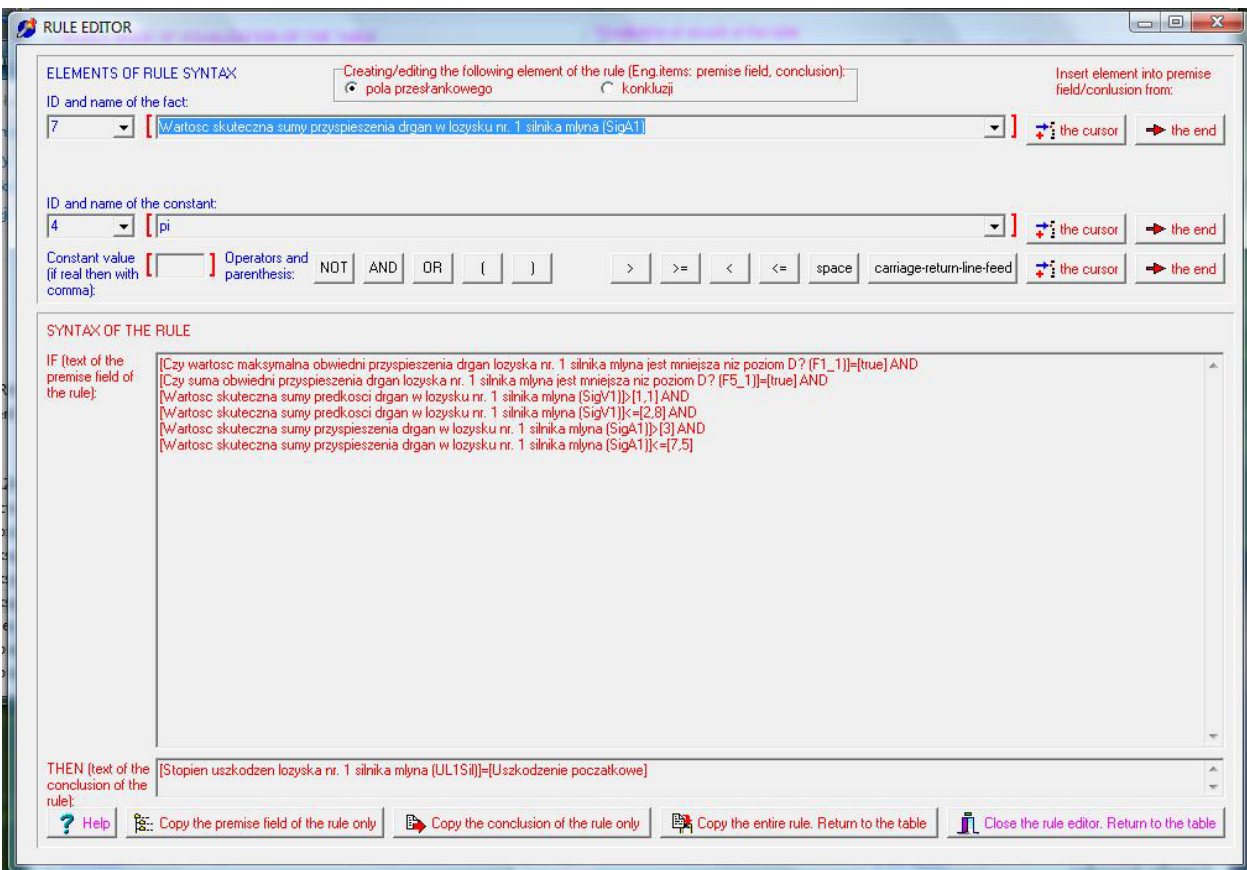 RULE EDITOR
ELEMENTS OF RULE SYNTAX
Creating/editing the following element of the rule (Eng.items: premise field, conclusion):
pola przesłankowego
konkluzji
Insert element into premise
field/conlusion from:
ID and name of the fact:
7
[
Wartosc skuteczna sumy przyspieszenia drgan w lozysku nr. 1 silnika mlyna (SigA1)
]
the cursor
the end
ID and name of the constant:
4
[
pi
]
the cursor
the end
Constant value
(if real then with
comma):
[
]
Operators and
parenthesis:
NOT
AND
OR
(
)
>
>=
<
<=
space
carriage-return-line-feed
the cursor
the end
SYNTAX OF THE RULE
IF (text of the
premise field of
the rule):
[Czy wartosc maksymalna obwiedni przyspieszenia drgan lozyska nr. 1 silnika mlyna jest mniejsza niz poziom D? (F1_1)]=[true] AND
[Czy suma obwiedni przyspieszenia drgan lozyska nr. 1 silnika mlyna jest mniejsza niz poziom D? (F5_1)]=[true] AND
[Wartosc skuteczna sumy predkosci drgan w lozysku nr. 1 silnika mlyna (SigV1)]>[1,1] AND
[Wartosc skuteczna sumy predkosci drgan w lozysku nr. 1 silnika mlyna (SigV1)]<=[2,8] AND
[Wartosc skuteczna sumy przyspieszenia drgan w lozysku nr. 1 silnika mlyna (SigA1)]>[3] AND
[Wartosc skuteczna sumy przyspieszenia drgan w lozysku nr. 1 silnika mlyna (SigA1)]<=[7,5]
THEN (text of the
conclusion of the
rule):
[Stopien uszkodzen lozyska nr. 1 silnika mlyna (UL1Sil)]=[Uszkodzenie poczatkowe]
Help
Copy the premise field of the rule only
Copy the conclusion of the rule only
Copy the entire rule. Return to the table
Close the rule editor. Return to the table